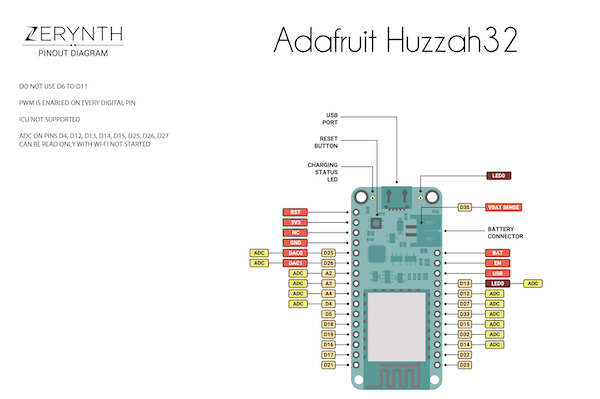 ZERYNTH
PINOUT DIAGRAM
Adafruit Huzzah32
DO NOT USE D6 TO D11
PWM IS ENABLED ON EVERY DIGITAL PIN
ICU NOT SUPPORTED
ADC ON PINS D4, D12, D13, D14, D15, D25, D26, D27
CAN BE READ ONLY WITH WI-FI NOT STARTED
USB
PORT
RESET
BUTTON
CHARGING
STATUS
LED
LED0
D35 VBAT SENSE
BATTERY
CONNECTOR
RST
3V3
NC
GND
ADC DAC0 D25
ADC DAC1 D26
ADC A2
ADC A3
ADC A4
ADC D4
D5
D18
D19
D16
D17
D21
BAT
EN
USB
D13 LED0 ADC
D12 ADC
D27 ADC
D33 ADC
D15 ADC
D32 ADC
D14 ADC
D22
D23